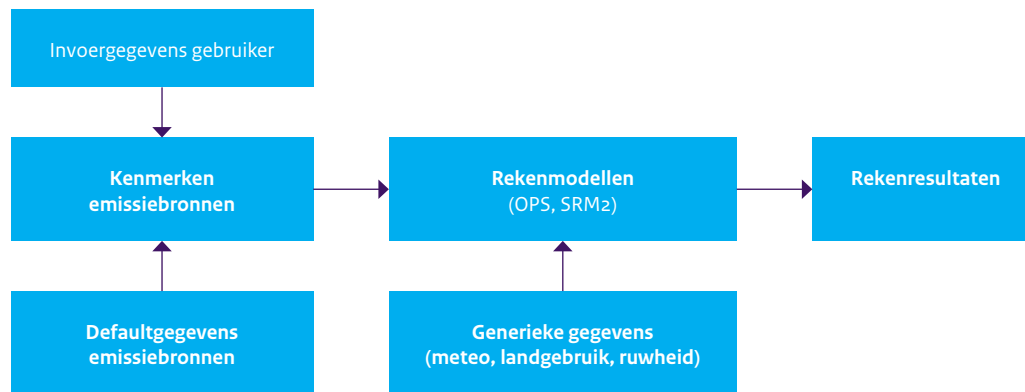 Invoergegevens gebruiker
Kenmerken
emissiebronnen
Rekenmodellen
(OPS, SRM2)
Rekenresultaten
Defaultgegevens
emissiebronnen
Generieke gegevens
(meteo, landgebruik, ruwheid)